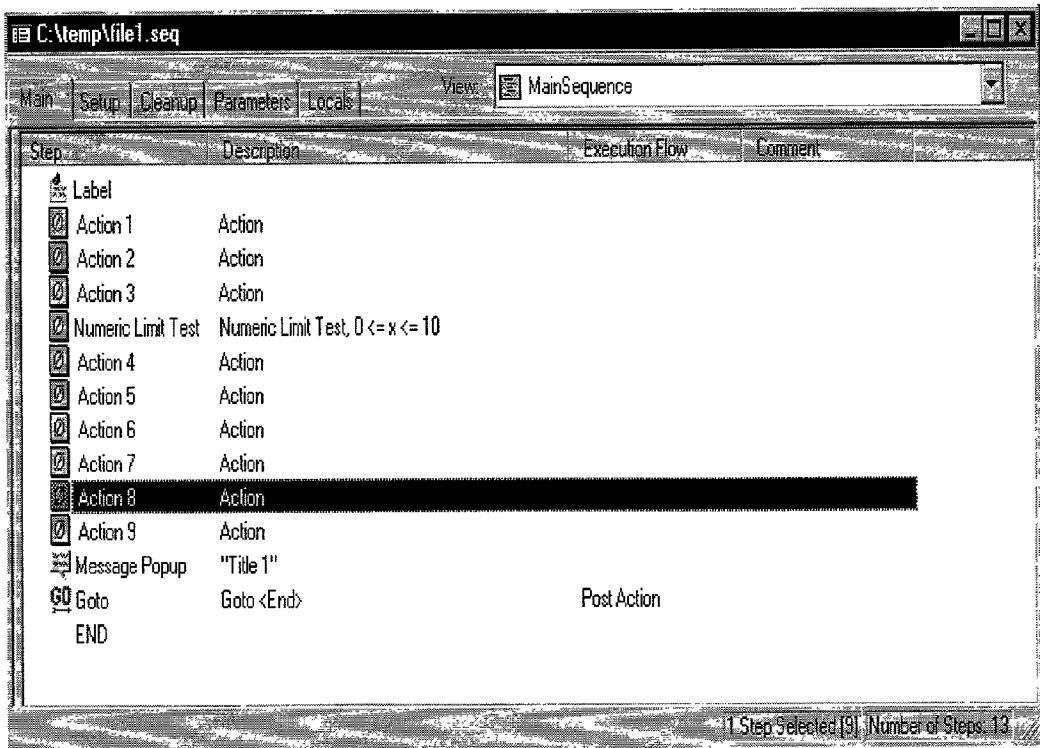 C:\temp\file1.seq
Main Setup Cleanup Parameters Locals View: MainSequence
Step Description Execution Flow Comment
Label
Action 1 Action
Action 2 Action
Action 3 Action
Numeric Limit Test Numeric Limit Test, 0 <= x <= 10
Action 4 Action
Action 5 Action
Action 6 Action
Action 7 Action
Action 8 Action
Action 9 Action
Message Popup "Title 1"
GO Goto Goto <End> Post Action
END
1 Step Selected [9] Number of Steps: 13